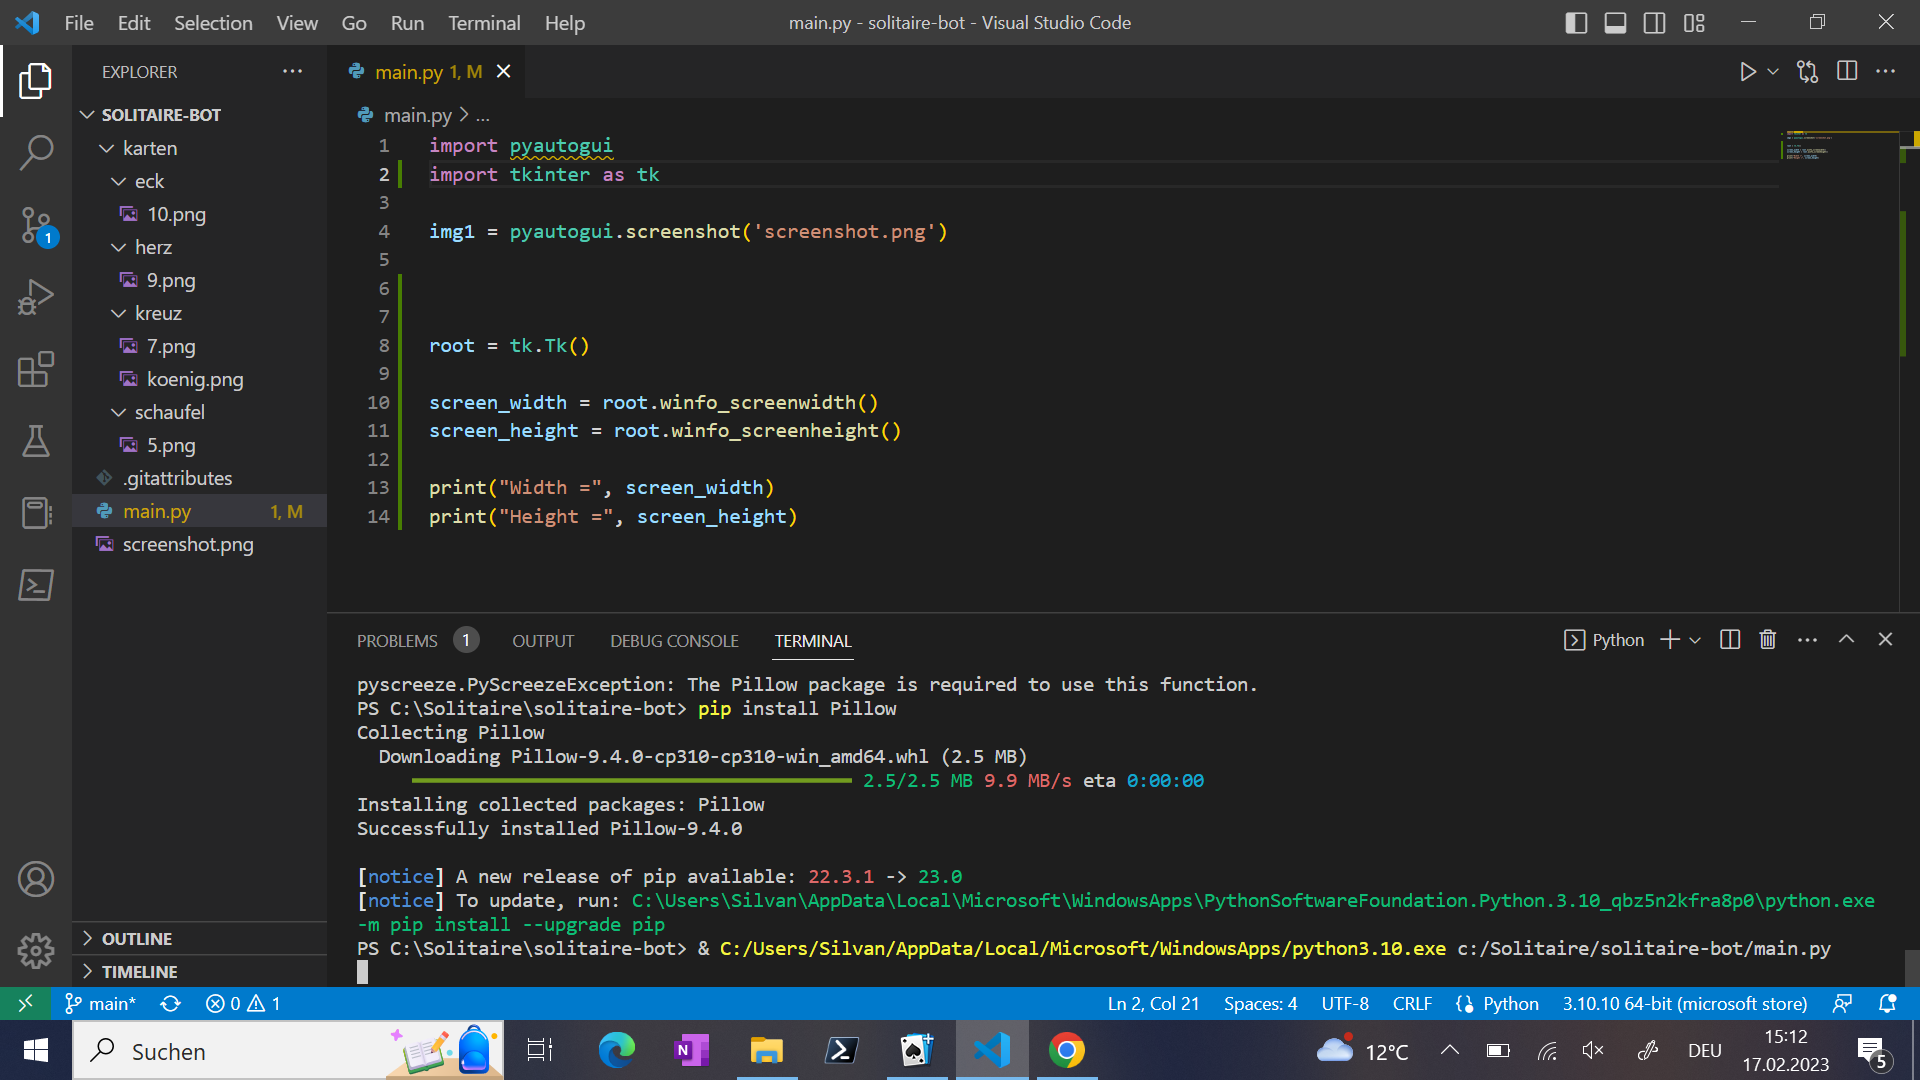 File Edit Selection View Go Run Terminal Help
main.py - solitaire-bot - Visual Studio Code
EXPLORER
SOLITAIRE-BOT
karten
eck
10.png
herz
9.png
kreuz
7.png
koenig.png
schaufel
5.png
.gitattributes
main.py 1, M
screenshot.png
OUTLINE
TIMELINE
1
main.py 1, M
main.py > ...
1 import pyautogui
2 import tkinter as tk
3
4 img1 = pyautogui.screenshot('screenshot.png')
5
6
7
8 root = tk.Tk()
9
10 screen_width = root.winfo_screenwidth()
11 screen_height = root.winfo_screenheight()
12
13 print("Width =", screen_width)
14 print("Height =", screen_height)
PROBLEMS 1 OUTPUT DEBUG CONSOLE TERMINAL
Python
pyscreeze.PyScreezeException: The Pillow package is required to use this function.
PS C:\Solitaire\solitaire-bot> pip install Pillow
Collecting Pillow
Downloading Pillow-9.4.0-cp310-cp310-win_amd64.whl (2.5 MB)
2.5/2.5 MB 9.9 MB/s eta 0:00:00
Installing collected packages: Pillow
Successfully installed Pillow-9.4.0
[notice] A new release of pip available: 22.3.1 -> 23.0
[notice] To update, run: C:\Users\Silvan\AppData\Local\Microsoft\WindowsApps\PythonSoftwareFoundation.Python.3.10_qbz5n2kfra8p0\python.exe
-m pip install --upgrade pip
PS C:\Solitaire\solitaire-bot> & C:/Users/Silvan/AppData/Local/Microsoft/WindowsApps/python3.10.exe c:/Solitaire/solitaire-bot/main.py
main* 0 1
Ln 2, Col 21 Spaces: 4 UTF-8 CRLF Python 3.10.10 64-bit (microsoft store)
Suchen
N
12°C
DEU
15:12
17.02.2023
5